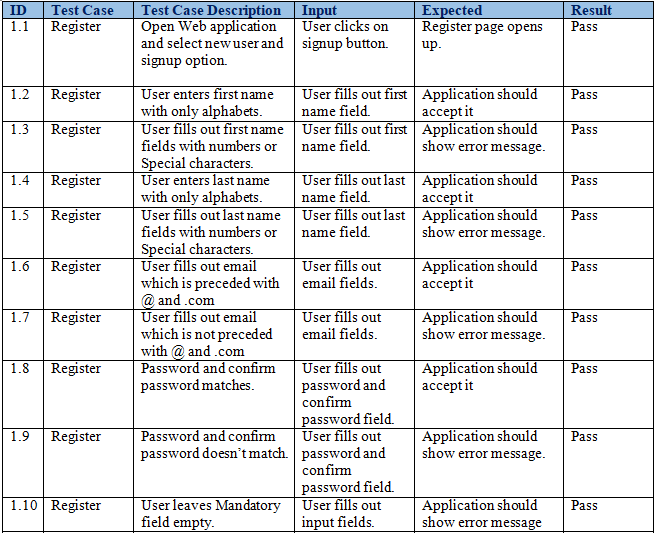 ID Test Case Test Case Description Input Expected Result
1.1 Register Open Web application User clicks on Register page opens Pass
and select new user and signup button. up.
signup option.
1.2 Register User enters first name User fills out first Application should Pass
with only alphabets. name field. accept it
1.3 Register User fills out first name User fills out first Application should Pass
fields with numbers or name field. show error message.
Special characters.
1.4 Register User enters last name User fills out last Application should Pass
with only alphabets. name field. accept it
1.5 Register User fills out last name User fills out last Application should Pass
fields with numbers or name field. show error message.
Special characters.
1.6 Register User fills out email User fills out Application should Pass
which is preceded with email fields. accept it
@ and .com
1.7 Register User fills out email User fills out Application should Pass
which is not preceded email fields. show error message.
with @ and .com
1.8 Register Password and confirm User fills out Application should Pass
password matches. password and accept it
confirm
password field.
1.9 Register Password and confirm User fills out Application should Pass
password doesn’t match. password and show error message.
confirm
password field.
1.10 Register User leaves Mandatory User fills out Application should Pass
field empty. input fields. show error message